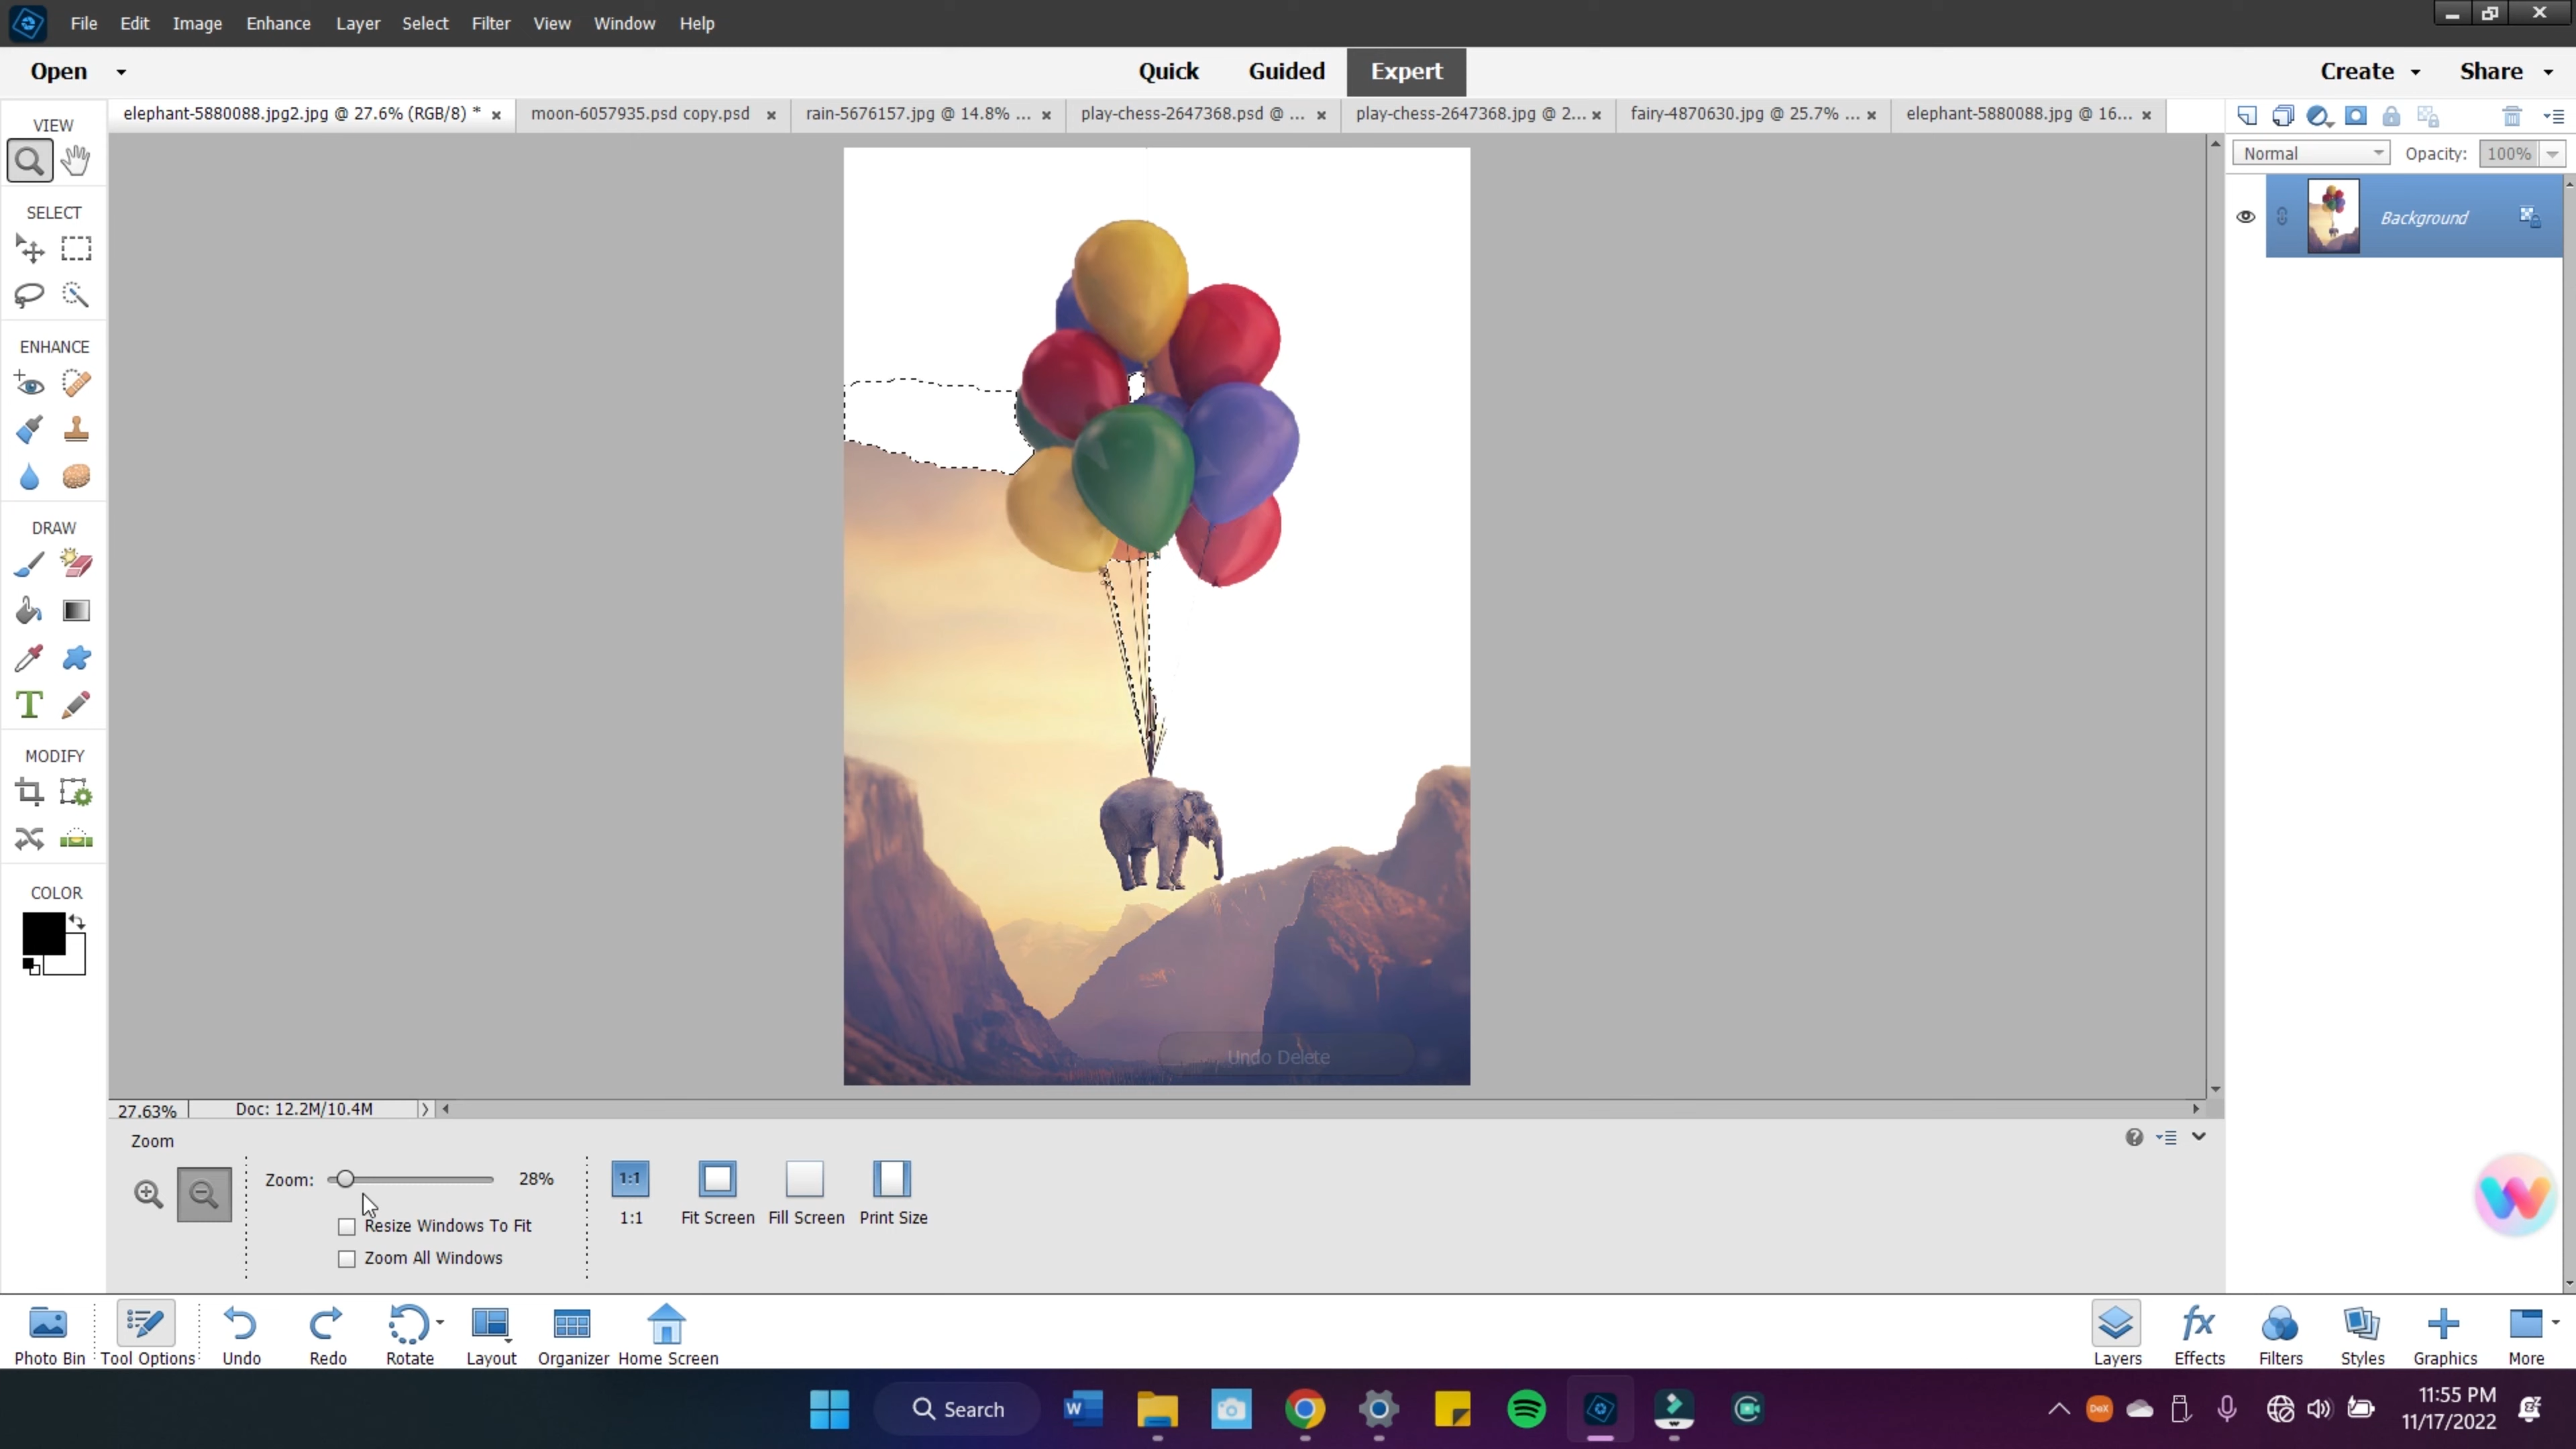 File Edit Image Enhance Layer Select Filter View Window Help
Open Quick Guided Expert Create Share
elephant-5880088.jpg2.jpg @ 27.6% (RGB/8) * moon-6057935.psd copy.psd rain-5676157.jpg @ 14.8% ... play-chess-2647368.psd @ ... play-chess-2647368.jpg @ 2... fairy-4870630.jpg @ 25.7% ... elephant-5880088.jpg @ 16...
VIEW
SELECT
ENHANCE
DRAW
MODIFY
COLOR
Normal Opacity: 100%
Background
Undo Delete
27.63% Doc: 12.2M/10.4M
Zoom
Zoom: 28%
Resize Windows To Fit
Zoom All Windows
1:1
1:1 Fit Screen Fill Screen Print Size
Photo Bin Tool Options Undo Redo Rotate Layout Organizer Home Screen Layers Effects Filters Styles Graphics More
Search
11:55 PM
11/17/2022